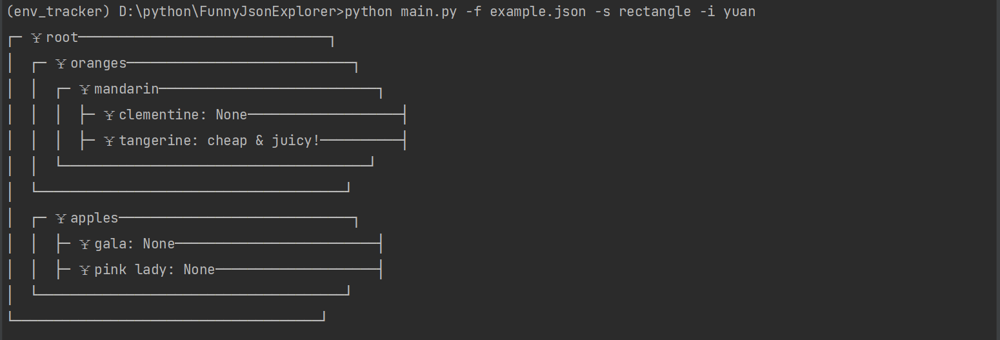 (env_tracker) D:\python\FunnyJsonExplorer>python main.py -f example.json -s rectangle -i yuan
┌─ ¥root───────────────────────────────┐
│  ┌─ ¥oranges────────────────────────────┐
│  │  ┌─ ¥mandarin───────────────────────────┐
│  │  │  ├─ ¥clementine: None───────────────────┤
│  │  │  ├─ ¥tangerine: cheap & juicy!──────────┤
│  │  └──────────────────────────────────────┘
│  └──────────────────────────────────────┘
│  ┌─ ¥apples─────────────────────────────┐
│  │  ├─ ¥gala: None─────────────────────────┤
│  │  ├─ ¥pink lady: None────────────────────┤
│  └──────────────────────────────────────┘
└──────────────────────────────────────┘